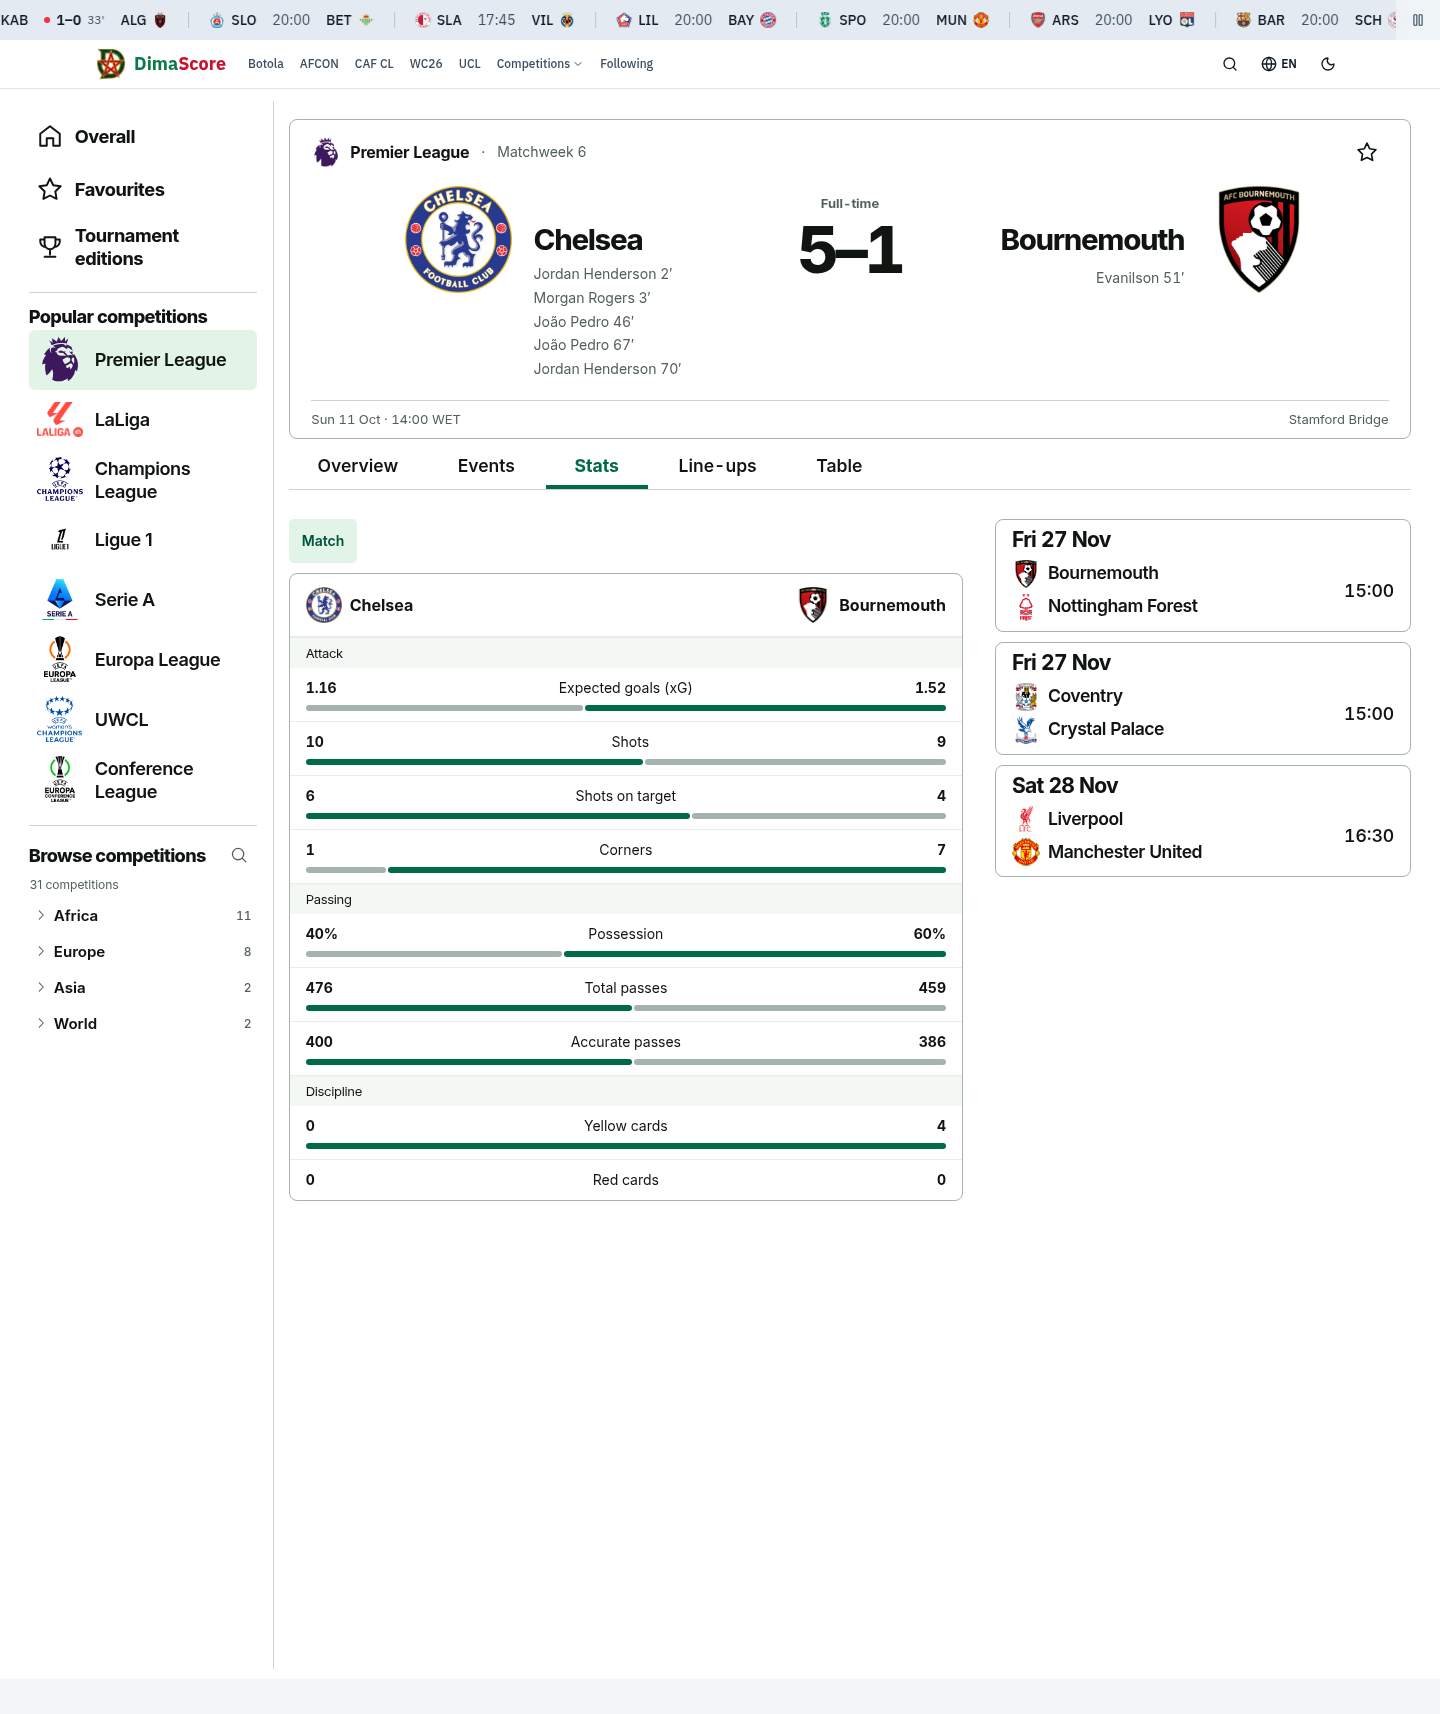 KAB 1–0 33' ALG SLO 20:00 BET SLA 17:45 VIL LIL 20:00 BAY SPO 20:00 MUN ARS 20:00 LYO BAR 20:00 SCH
DimaScore Botola AFCON CAF CL WC26 UCL Competitions Following EN
Overall
Favourites
Tournament
editions
Popular competitions
Premier League
LaLiga
Champions
League
Ligue 1
Serie A
Europa League
UWCL
Conference
League
Browse competitions
31 competitions
Africa 11
Europe 8
Asia 2
World 2
Premier League · Matchweek 6
CHELSEA
FOOTBALL CLUB
Chelsea
Jordan Henderson 2′
Morgan Rogers 3′
João Pedro 46′
João Pedro 67′
Jordan Henderson 70′
Full-time
5–1
Bournemouth
Evanilson 51′
AFC BOURNEMOUTH
Sun 11 Oct · 14:00 WET Stamford Bridge
Overview Events Stats Line-ups Table
Match
Chelsea Bournemouth
Attack
1.16 Expected goals (xG) 1.52
10 Shots 9
6 Shots on target 4
1 Corners 7
Passing
40% Possession 60%
476 Total passes 459
400 Accurate passes 386
Discipline
0 Yellow cards 4
0 Red cards 0
Fri 27 Nov
Bournemouth
Nottingham Forest
15:00
Fri 27 Nov
Coventry
Crystal Palace
15:00
Sat 28 Nov
Liverpool
Manchester United
16:30